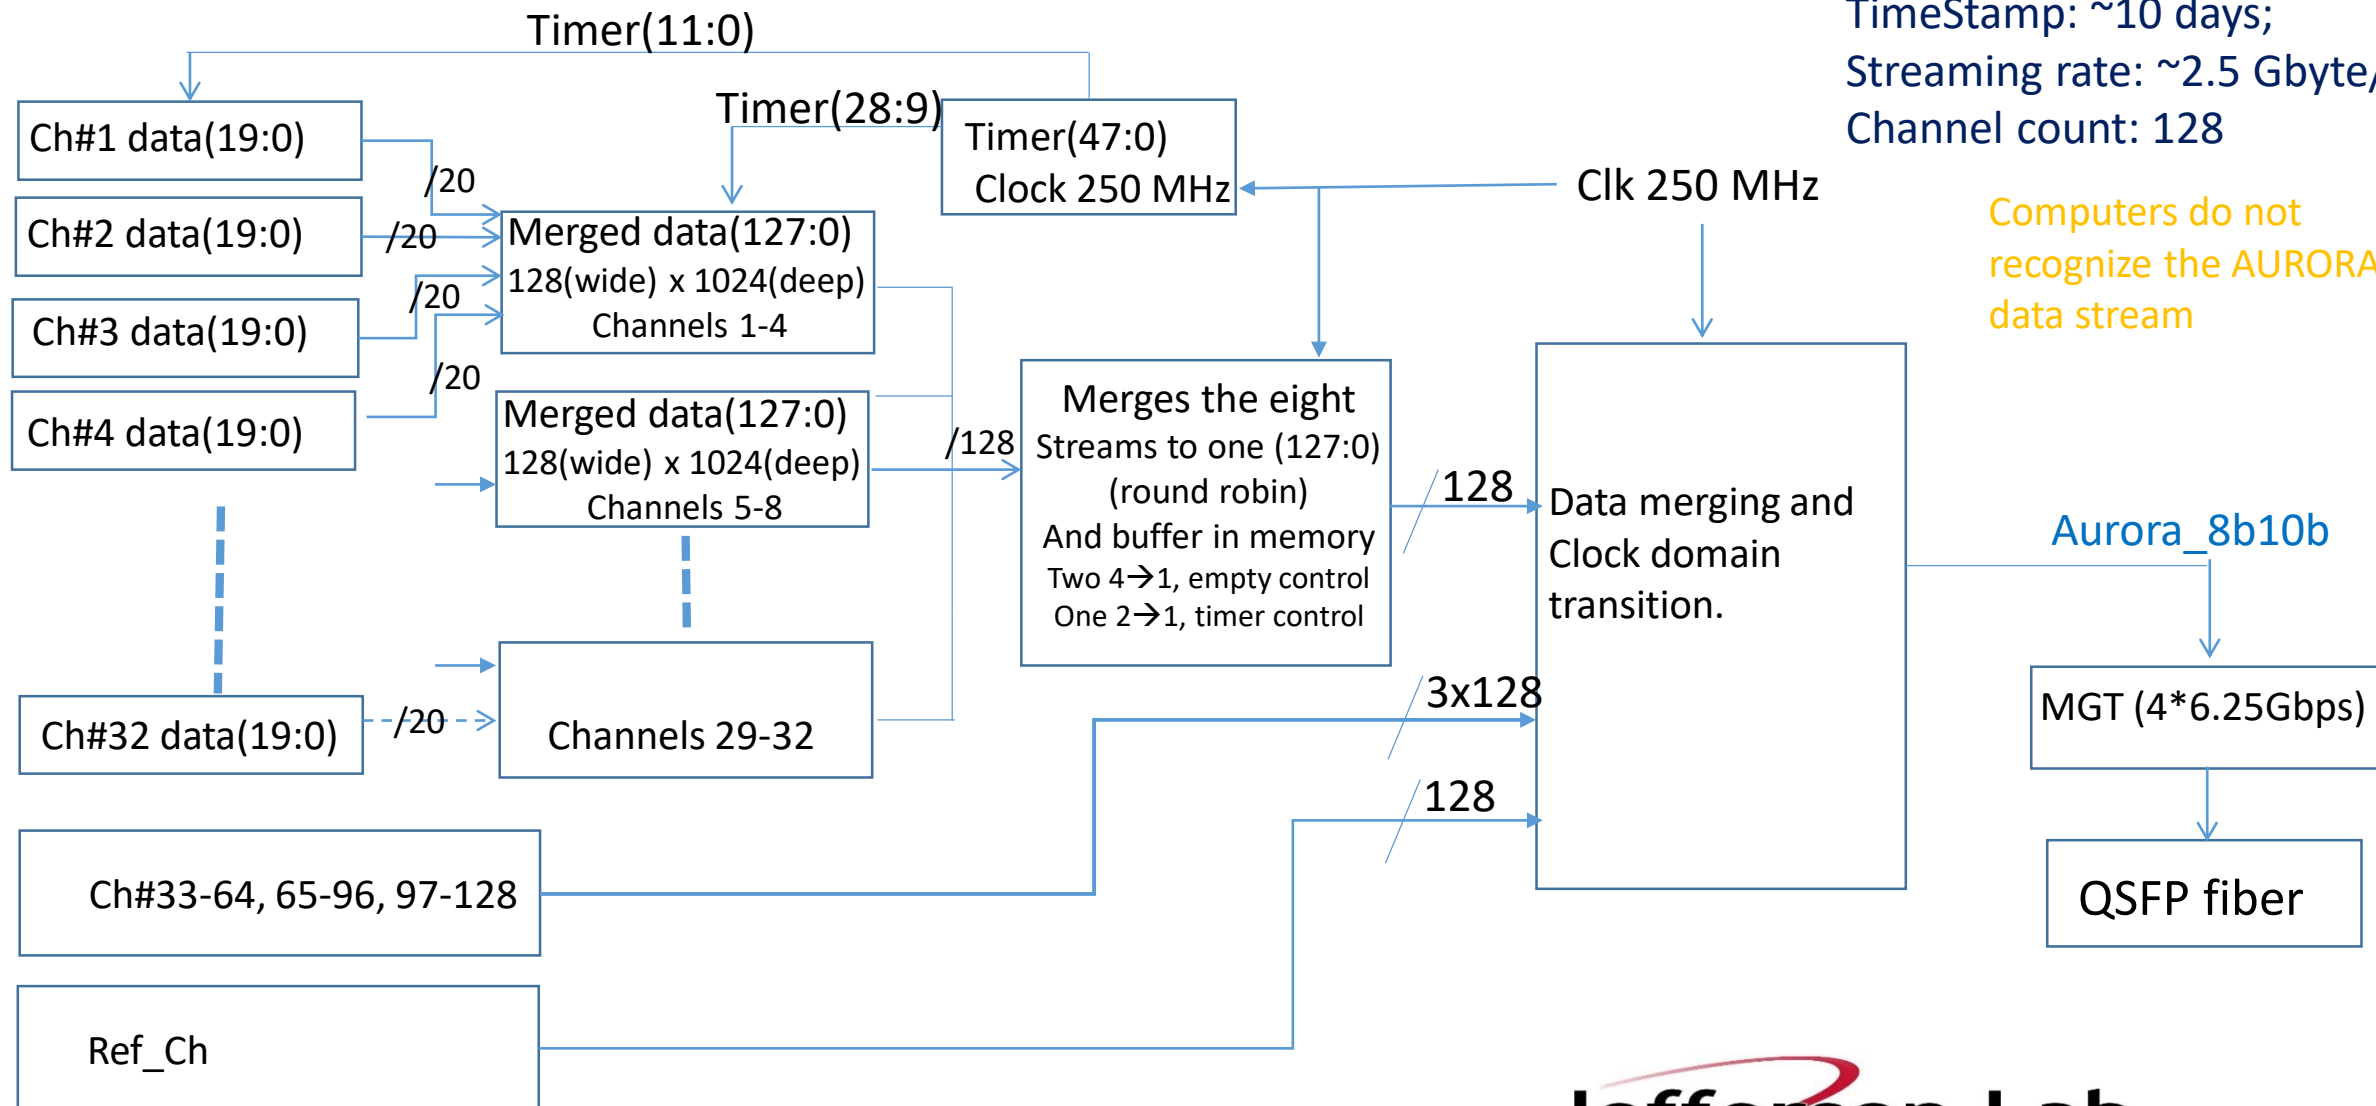 TimeStamp: ~10 days;
Streaming rate: ~2.5 Gbyte/
Channel count: 128
Timer(11:0)
Timer(28:9)
Timer(47:0)
Clock 250 MHz
Clk 250 MHz
Computers do not
recognize the AURORA
data stream
Ch#1 data(19:0)
/20
Ch#2 data(19:0)
/20
Ch#3 data(19:0)
/20
Ch#4 data(19:0)
/20
Merged data(127:0)
128(wide) x 1024(deep)
Channels 1-4
Merged data(127:0)
128(wide) x 1024(deep)
Channels 5-8
/128
Merges the eight
Streams to one (127:0)
(round robin)
And buffer in memory
Two 4→1, empty control
One 2→1, timer control
128
Data merging and
Clock domain
transition.
Aurora_8b10b
MGT (4*6.25Gbps)
QSFP fiber
Ch#32 data(19:0)
/20
Channels 29-32
3x128
128
Ch#33-64, 65-96, 97-128
Ref_Ch
Jefferson Lab